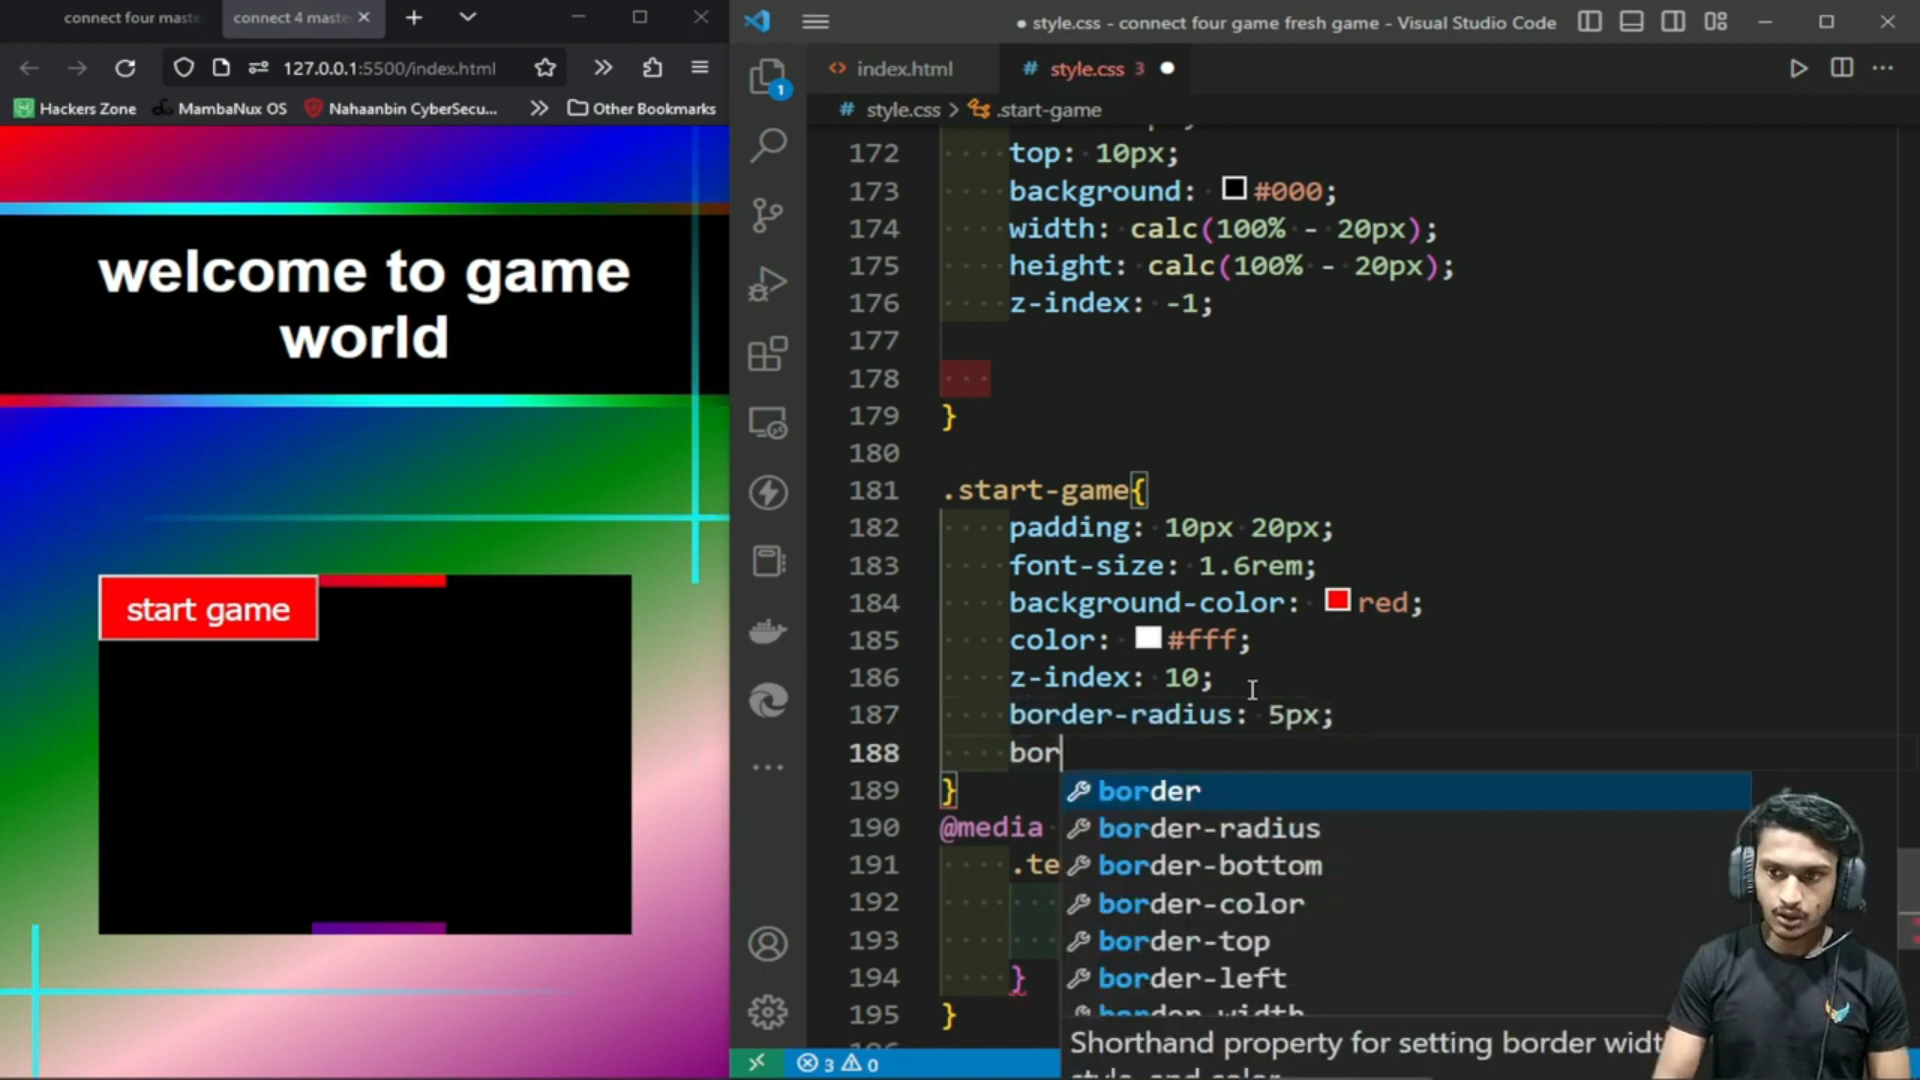 connect four mast
connect 4 maste
127.0.0.1:5500/index.html
Hackers Zone
MambaNux OS
Nahaanbin CyberSecu...
Other Bookmarks
welcome to game
world
start game
● style.css - connect four game fresh game - Visual Studio Code
index.html
# style.css 3
# style.css > .start-game
1
172 top: 10px;
173 background: #000;
174 width: calc(100% - 20px);
175 height: calc(100% - 20px);
176 z-index: -1;
177
178
179 }
180
181 .start-game{
182 padding: 10px 20px;
183 font-size: 1.6rem;
184 background-color: red;
185 color: #fff;
186 z-index: 10;
187 border-radius: 5px;
188 bor
189 }
190 @media
191 .te
192
193
194 }
195 }
border
border-radius
border-bottom
border-color
border-top
border-left
border-width
Shorthand property for setting border widt
style, and color
3 0